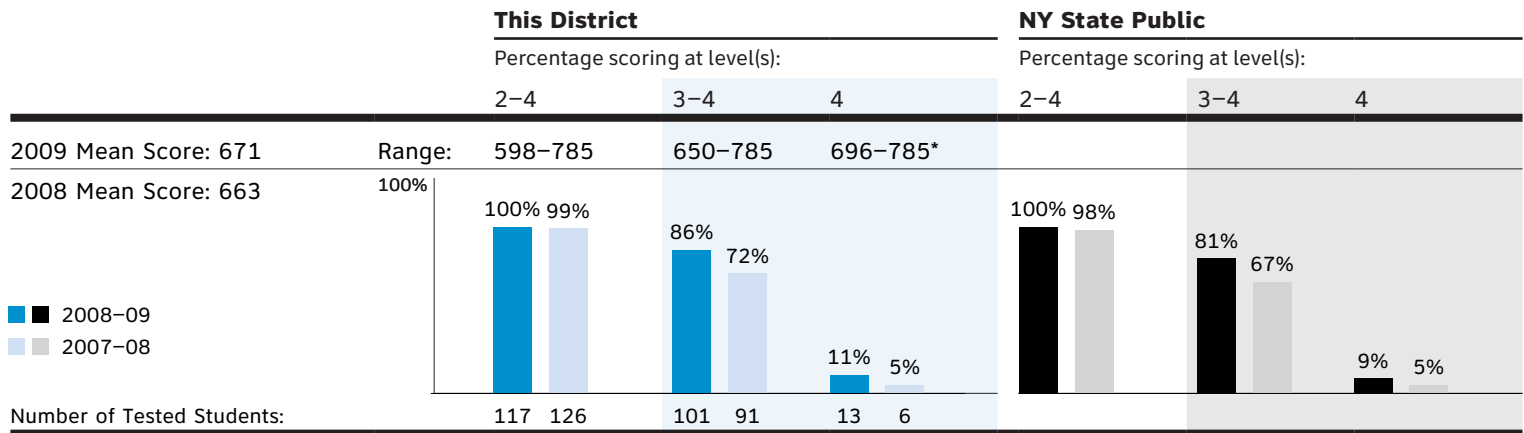 This District NY State Public
Percentage scoring at level(s): Percentage scoring at level(s):
2–4 3–4 4 2–4 3–4 4
2009 Mean Score: 671 Range: 598–785 650–785 696–785*
2008 Mean Score: 663 100%
100% 99% 86% 72% 11% 5% 100% 98% 81% 67% 9% 5%
2008–09
2007–08
Number of Tested Students: 117 126 101 91 13 6